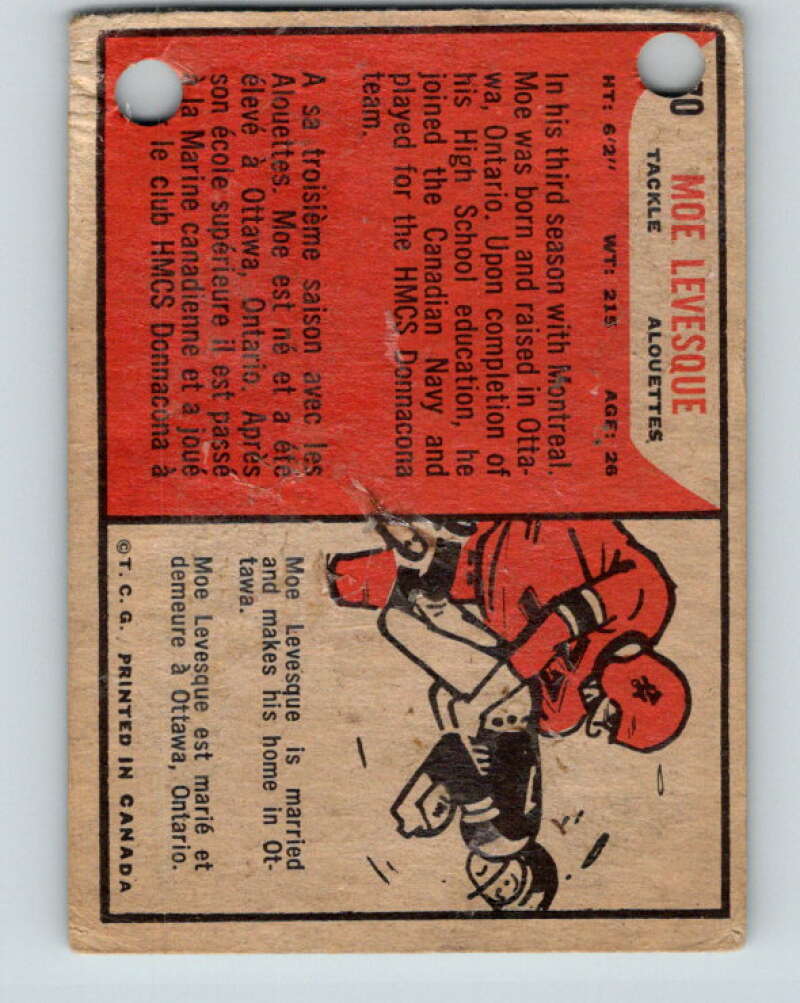 MOE LEVESQUE
TACKLE ALOUETTES
HT: 6'2" WT: 215 AGE: 26
In his third season with Montreal.
Moe was born and raised in Otta-
wa, Ontario. Upon completion of
his High School education, he
joined the Canadian Navy and
played for the HMCS Donnacona
team.
A sa troisième saison avec les
Alouettes. Moe est né et a été
élevé à Ottawa, Ontario. Après
son école supérieure il est passé
à la Marine canadienne et a joué
le club HMCS Donnacona à
Moe Levesque is married
and makes his home in Ot-
tawa.
Moe Levesque est marié et
demeure à Ottawa, Ontario.
©T. C. G. PRINTED IN CANADA